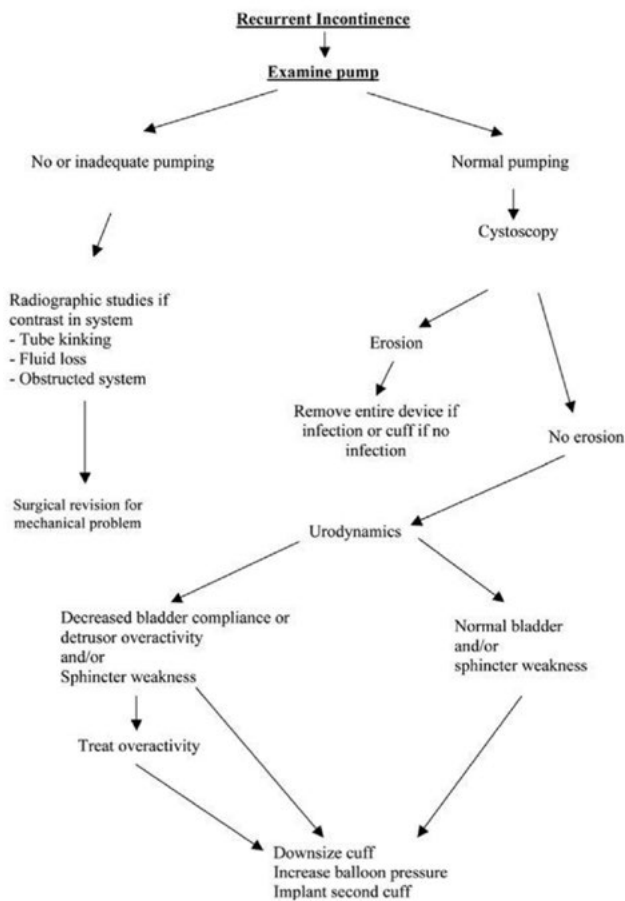 Recurrent Incontinence
Examine pump
No or inadequate pumping
Normal pumping
Cystoscopy
Radiographic studies if
contrast in system
- Tube kinking
- Fluid loss
- Obstructed system
Erosion
Remove entire device if
infection or cuff if no
infection
No erosion
Surgical revision for
mechanical problem
Urodynamics
Decreased bladder compliance or
detrusor overactivity
and/or
Sphincter weakness
Normal bladder
and/or
sphincter weakness
Treat overactivity
Downsize cuff
Increase balloon pressure
Implant second cuff